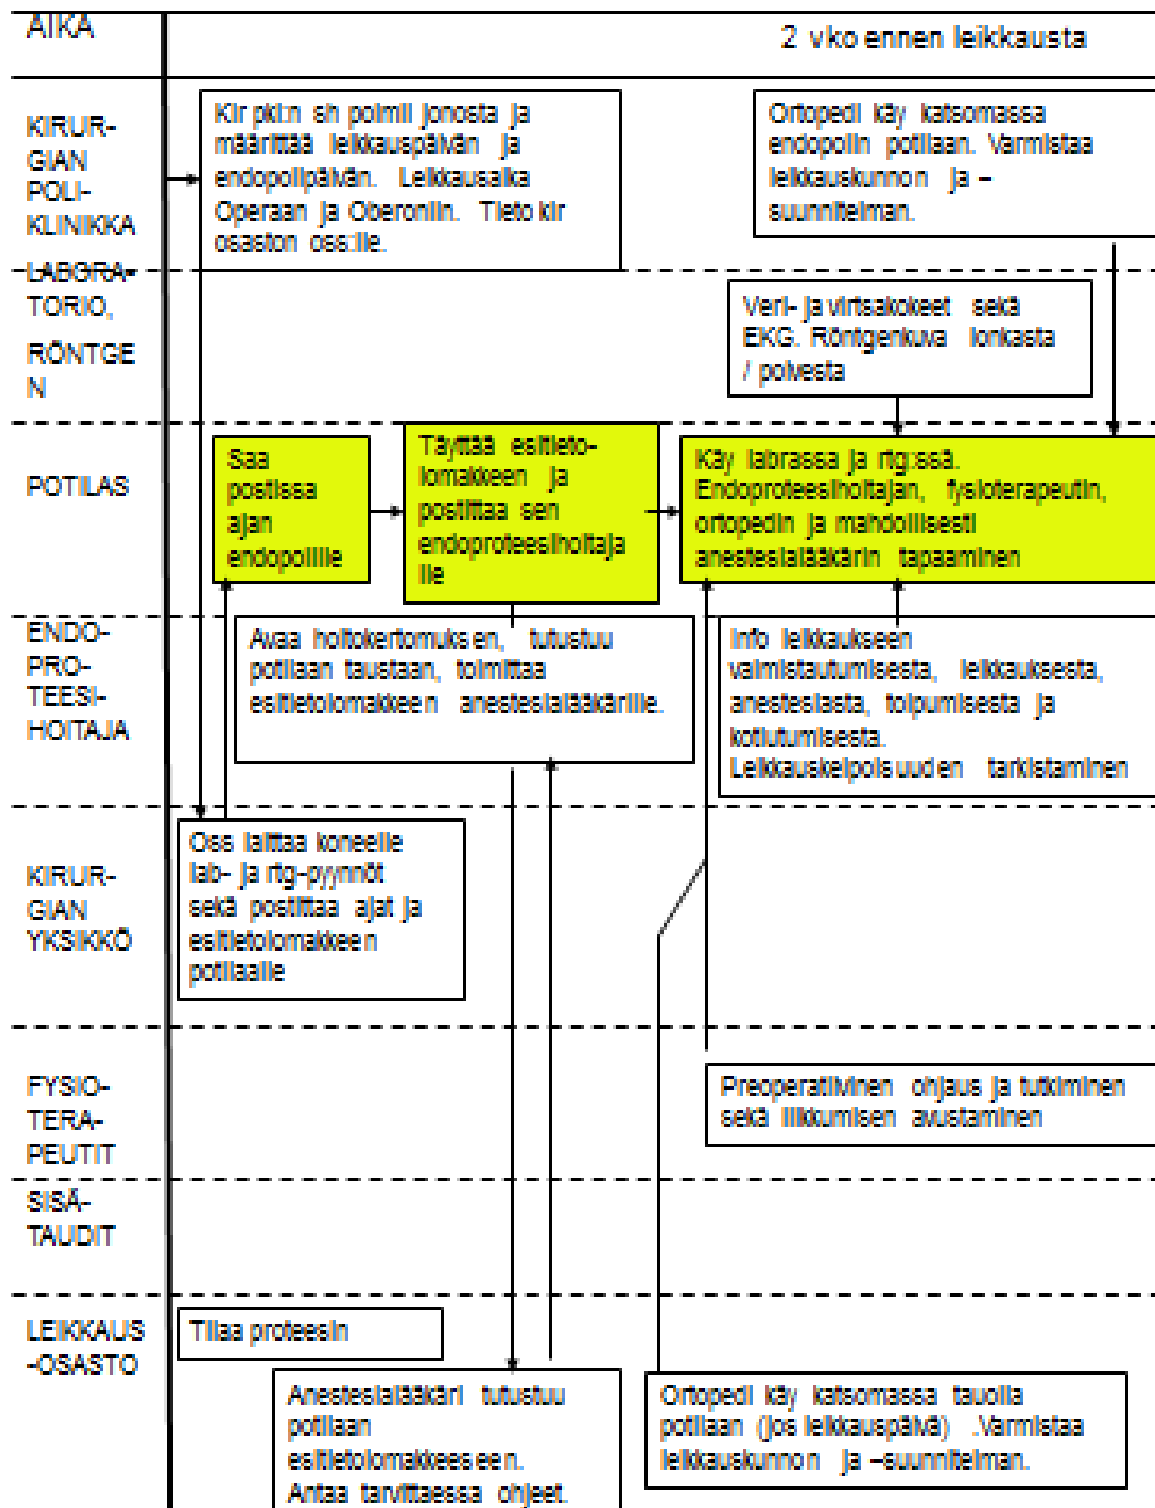 AIKA
2 vko ennen leikkausta
KIRUR-
GIAN
POLI-
KLINIKKA
Kir pkl:n sh poimii jonosta ja
määrittää leikkauspäivän ja
endopolipäivän. Leikkausaika
Operaan ja Oberoniin. Tieto kir
osaston oss:lle.
Ortopedi käy katsomassa
endopolin potilaan. Varmistaa
leikkauskunnon ja –
suunnitelman.
LABORA-
TORIO,
RÖNTGE
N
Veri- ja virtsakokeet sekä
EKG. Röntgenkuva lonkasta
/ polvesta
POTILAS
Saa
postissa
ajan
endopolille
Täyttää esitieto-
lomakkeen ja
postittaa sen
endoproteesihoitaja
lle
Käy labrassa ja rtg:ssä.
Endoproteesihoitajan, fysioterapeutin,
ortopedin ja mahdollisesti
anestesialääkärin tapaaminen
ENDO-
PRO-
TEESI-
HOITAJA
Avaa hoitokertomuksen, tutustuu
potilaan taustaan, toimittaa
esitietolomakkeen anestesialääkärille.
Info leikkaukseen
valmistautumisesta, leikkauksesta,
anestesiasta, toipumisesta ja
kotiutumisesta.
Leikkauskelpoisuuden tarkistaminen
KIRUR-
GIAN
YKSIKKÖ
Oss laittaa koneelle
lab- ja rtg-pyynnöt
sekä postittaa ajat ja
esitietolomakkeen
potilaalle
FYSIO-
TERA-
PEUTIT
Preoperatiivinen ohjaus ja tutkiminen
sekä liikkumisen avustaminen
SISÄ-
TAUDIT
LEIKKAUS
-OSASTO
Tilaa proteesin
Anestesialääkäri tutustuu
potilaan
esitietolomakkeeseen.
Antaa tarvittaessa ohjeet.
Ortopedi käy katsomassa tauolla
potilaan (jos leikkauspäivä) .Varmistaa
leikkauskunnon ja –suunnitelman.